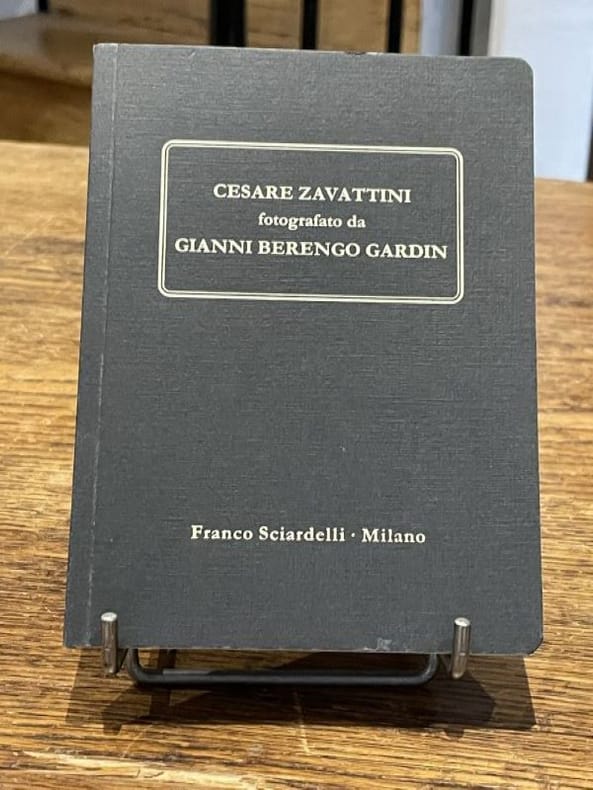 CESARE ZAVATTINI
fotografato da
GIANNI BERENGO GARDIN
Franco Sciardelli · Milano